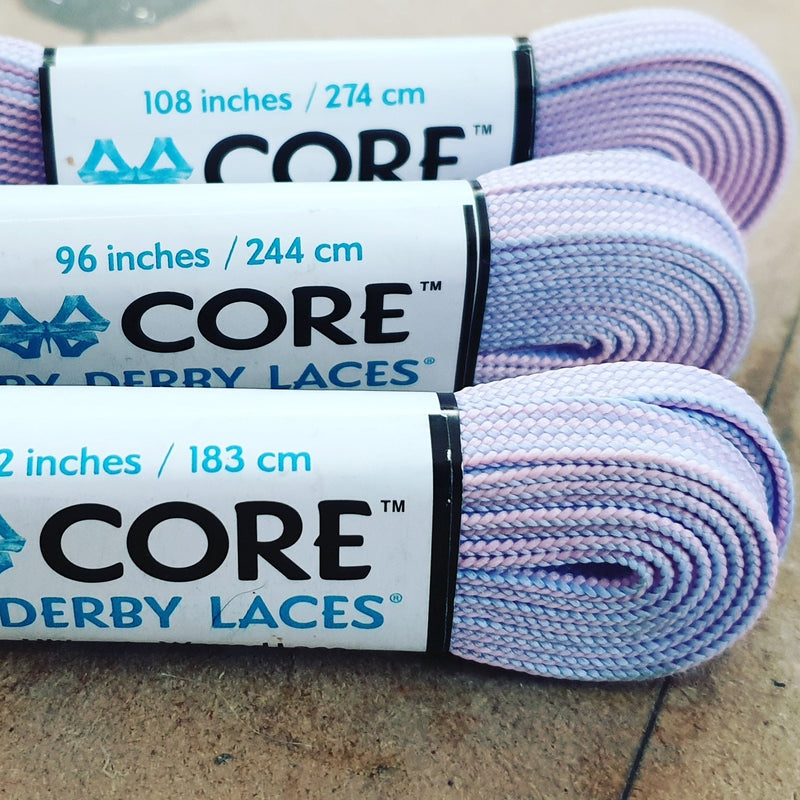 108 inches / 274 cm
CORE™
96 inches / 244 cm
CORE™
DERBY LACES®
2 inches / 183 cm
CORE™
DERBY LACES®